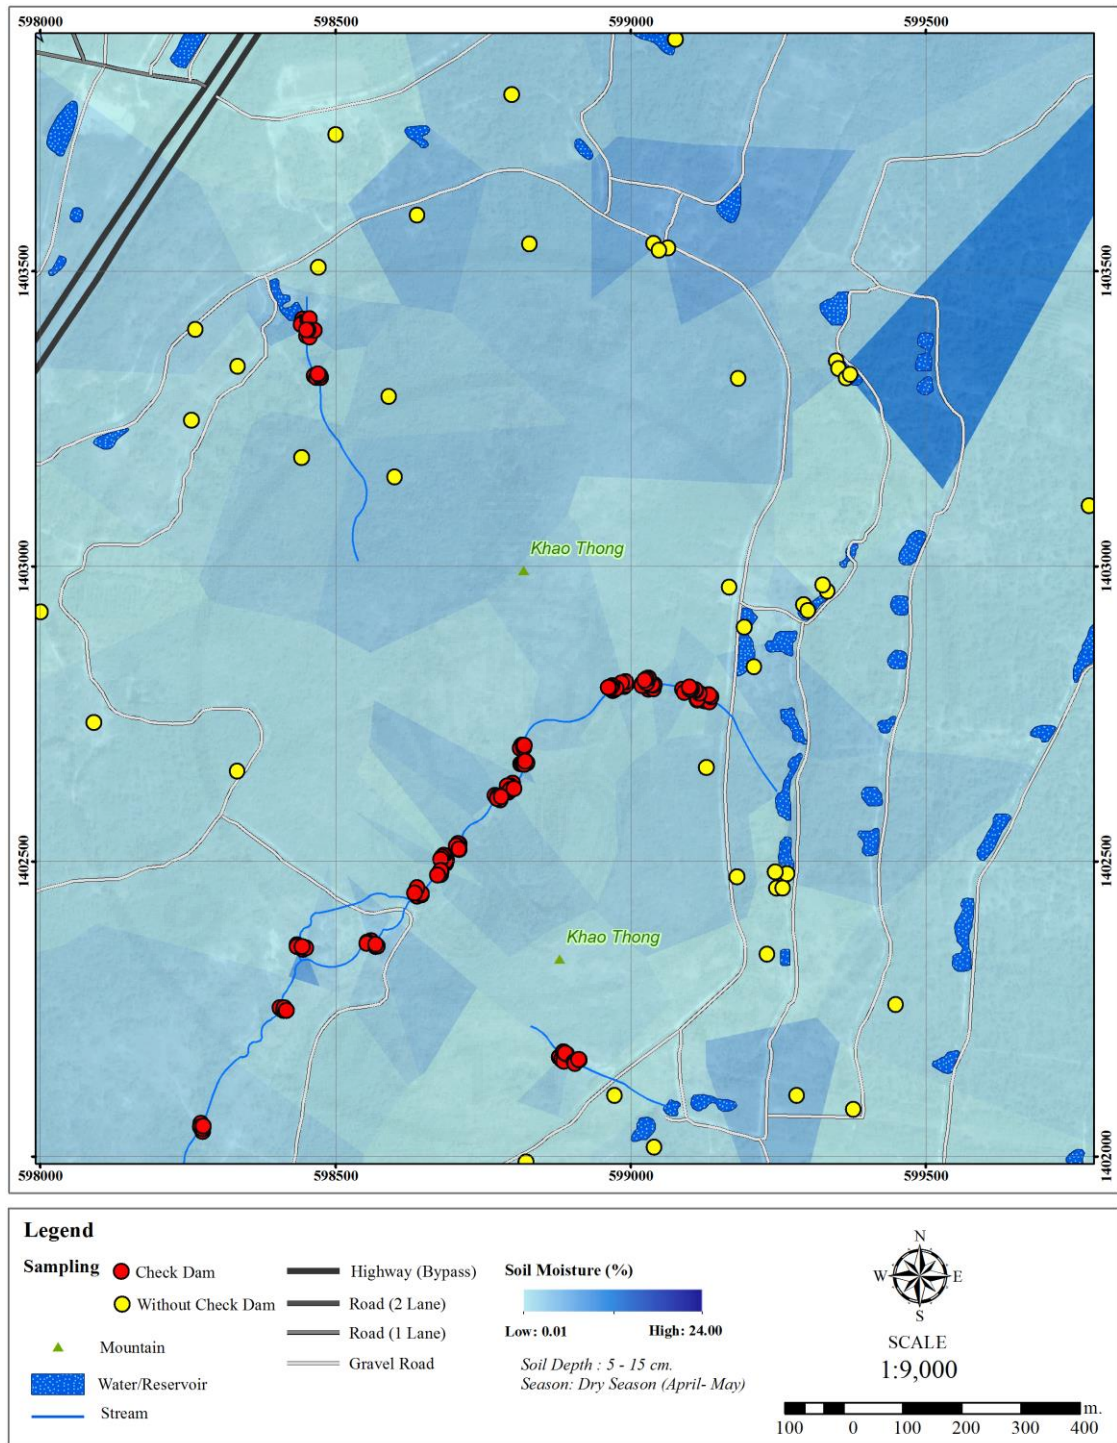 598000 598500 599000 599500
1403500 1403500
1403000 1403000
Khao Thong
1402500 1402500
Khao Thong
1402000 1402000
598000 598500 599000 599500
Legend
Sampling
Check Dam
Without Check Dam
Mountain
Water/Reservoir
Stream
Highway (Bypass)
Road (2 Lane)
Road (1 Lane)
Gravel Road
Soil Moisture (%)
Low: 0.01 High: 24.00
Soil Depth : 5 - 15 cm.
Season: Dry Season (April- May)
N
W E
S
SCALE
1:9,000
100 0 100 200 300 400 m.